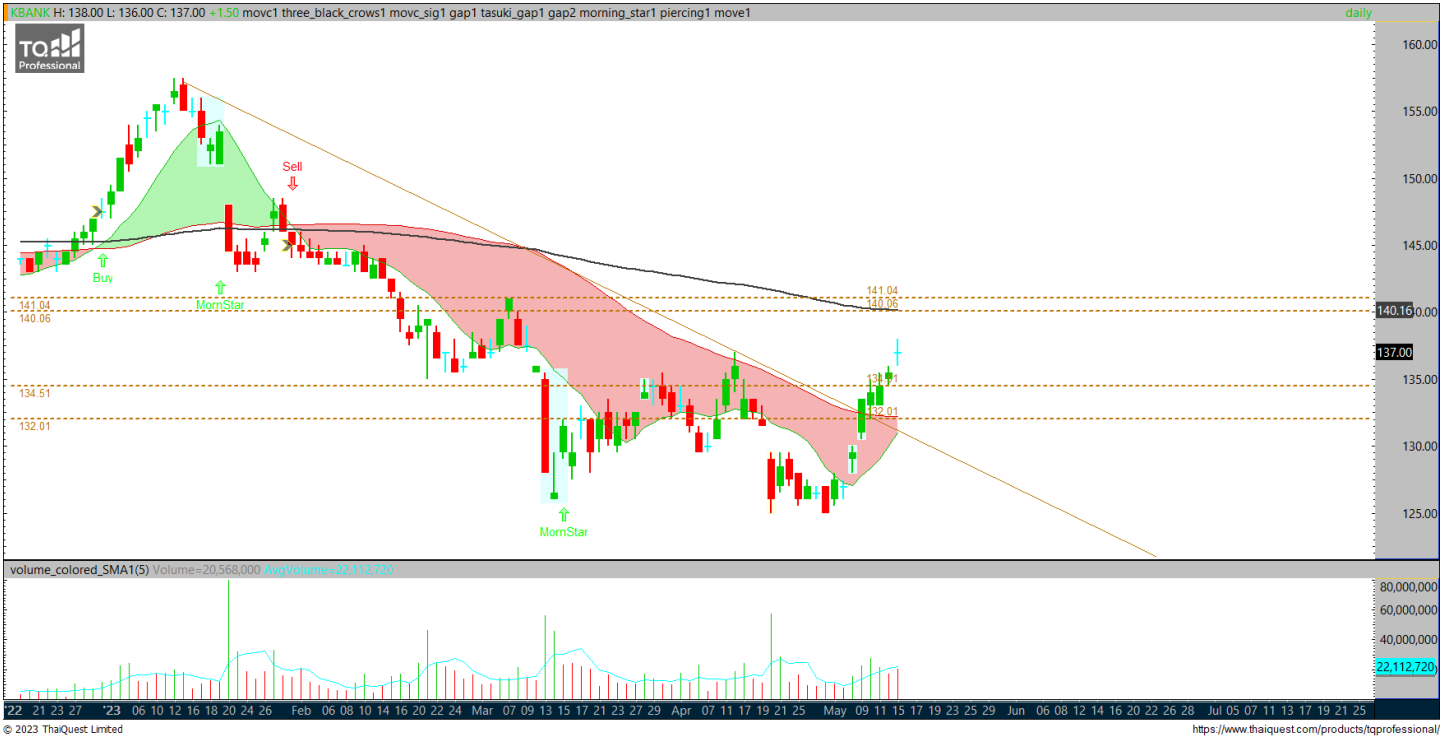 KBANK H: 138.00 L: 136.00 C: 137.00 +1.50 movc1 three_black_crows1 movc_sig1 gap1 tasuki_gap1 gap2 morning_star1 piercing1 move1 daily
TQ
Professional
160.00
155.00
150.00
145.00
140.16
137.00
135.00
130.00
125.00
Sell
Buy
MornStar
141.04
140.06
141.04
140.06
134.51
132.01
132.01
MornStar
volume_colored_SMA1(5) Volume=20,568,000 AvgVolume=22,112,720
80,000,000
60,000,000
40,000,000
22,112,720
'22 21 23 27 '23 06 10 12 16 18 20 24 26 Feb 06 08 10 14 16 20 22 24 Mar 07 09 13 15 17 21 23 27 29 Apr 07 11 13 17 19 21 25 May 09 11 15 17 19 23 25 29 Jun 06 08 12 14 16 20 22 26 28 Jul 05 07 11 13 17 19 21 25
© 2023 ThaiQuest Limited
https://www.thaiquest.com/products/tqprofessional/